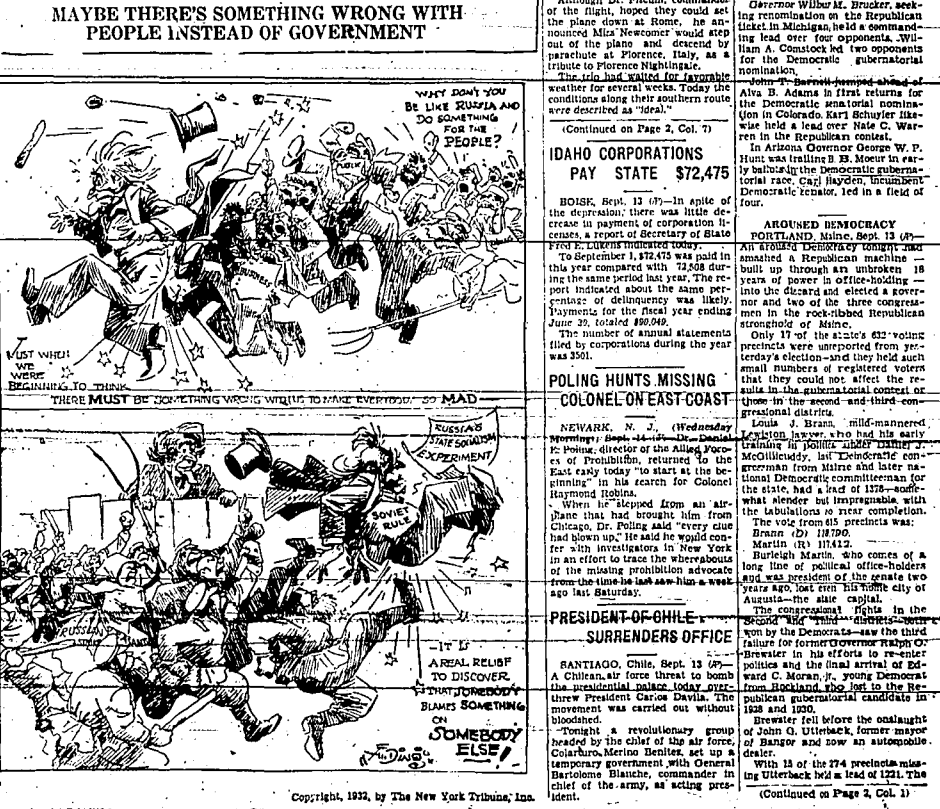 MAYBE THERE'S SOMETHING WRONG WITH
PEOPLE INSTEAD OF GOVERNMENT
WHY DON'T YOU
BE LIKE RUSSIA AND
DO SOMETHING
FOR THE
PEOPLE?
JUST WHEN
WE
WERE
BEGINNING TO THINK
THERE MUST BE SOMETHING WRONG WITH US TO MAKE EVERYBODY SO MAD
RUSSIA'S
STATE SOCIALISM
EXPERIMENT
SOVIET
RULE
RUSSIAN
—IT IS
A REAL RELIEF
TO DISCOVER
THAT SOMEBODY
BLAMES SOMETHING
ON
SOMEBODY
ELSE!
Copyright, 1932, by The New York Tribune, Inc.
of the flight, hoped they could set
the plane down at Rome, he an-
nounced Miss Newcomer would step
out of the plane and descend by
parachute at Florence, Italy, as a
tribute to Florence Nightingale.
The trio had waited for favorable
weather for several weeks. Today the
conditions along their southern route
were described as "ideal."
(Continued on Page 2, Col. 7)
IDAHO CORPORATIONS
PAY STATE $72,475
BOISE, Sept. 13 (AP)—In spite of
the depression, there was little de-
crease in payment of corporation li-
censes, a report of Secretary of State
Fred E. Lukens indicated today.
To September 1, $72,475 was paid in
this year compared with 72,508 dur-
ing the same period last year. The re-
port indicated about the same per-
centage of delinquency was likely.
Payments for the fiscal year ending
June 30, totaled $90,049.
The number of annual statements
filed by corporations during the year
was 3501.
POLING HUNTS MISSING
COLONEL ON EAST COAST
NEWARK, N. J., (Wednesday
Morning) Sept. 14 (AP) Dr. Daniel
E. Poling, director of the Allied Forc-
es of Prohibition, returned to the
East early today "to start at the be-
ginning" in his search for Colonel
Raymond Robins.
When he stepped from an air-
plane that had brought him from
Chicago, Dr. Poling said "every clue
had blown up." He said he would con-
fer with investigators in New York
in an effort to trace the whereabouts
of the missing prohibition advocate
from the time he last saw him a week
ago last Saturday.
PRESIDENT OF CHILE
SURRENDERS OFFICE
SANTIAGO, Chile, Sept. 13 (AP)—
A Chilean air force threat to bomb
the presidential palace today over-
threw President Carlos Davila. The
movement was carried out without
bloodshed.
Tonight a revolutionary group
headed by the chief of the air force,
Merino Benitez, set up a
temporary government with General
Bartolome Blanche, commander in
chief of the army, as acting pres-
ident.
Governor Wilbur M. Brucker, seek-
ing renomination on the Republican
ticket in Michigan, held a command-
ing lead over four opponents. Wil-
liam A. Comstock led two opponents
for the Democratic gubernatorial
nomination.
John T. Barnett jumped ahead of
Alva B. Adams in first returns for
the Democratic senatorial nomina-
tion in Colorado. Karl Schuyler like-
wise held a lead over Nate C. War-
ren in the Republican contest.
In Arizona Governor George W. P.
Hunt was trailing B. B. Moeur in ear-
ly ballots in the Democratic guberna-
torial race. Carl Hayden, incumbent
Democratic senator, led in a field of
four.
AROUSED DEMOCRACY
PORTLAND, Maine, Sept. 13 (AP)—
An aroused Democracy tonight had
smashed a Republican machine —
built up through an unbroken 18
years of power in office-holding —
into the discard and elected a gover-
nor and two of the three congress-
men in the rock-ribbed Republican
stronghold of Maine.
Only 17 of the state's 632 voting
precincts were unreported from yes-
terday's election—and they held such
small numbers of registered voters
that they could not affect the re-
sults in the gubernatorial contest or
those in the second and third con-
gressional districts.
Louis J. Brann, mild-mannered
Lewiston lawyer, who had his early
training in politics under Daniel J.
McGillicuddy, last Democratic con-
gressman from Maine and later na-
tional Democratic committeeman for
the state, had a lead of 1378—some-
what slender but impregnable, with
the tabulations so near completion.
The vote from 615 precincts was:
Brann (D) 118,790.
Martin (R) 117,412.
Burleigh Martin, who comes of a
long line of political office-holders
and was president of the senate two
years ago, lost even his home city of
Augusta—the state capital.
The congressional fights in the
Second and Third districts—both
won by the Democrats—saw the third
failure for former Governor Ralph O.
Brewster in his efforts to re-enter
politics and the final arrival of Ed-
ward C. Moran, jr., young Democrat
from Rockland, who lost to the Re-
publican gubernatorial candidate in
1928 and 1930.
Brewster fell before the onslaught
of John G. Utterback, former mayor
of Bangor and now an automobile
dealer.
With 15 of the 274 precincts miss-
ing Utterback held a lead of 1221. The
(Continued on Page 2, Col. 1)